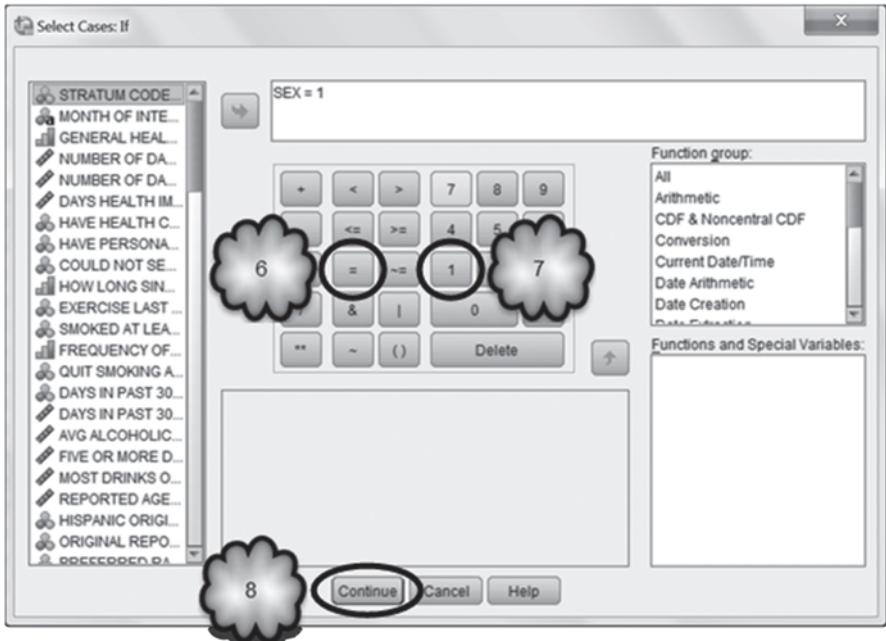 Select Cases: If
x
STRATUM CODE...
MONTH OF INTE...
GENERAL HEAL...
NUMBER OF DA...
NUMBER OF DA...
DAYS HEALTH IM...
HAVE HEALTH C...
HAVE PERSONA...
COULD NOT SE...
HOW LONG SIN...
EXERCISE LAST ...
SMOKED AT LEA...
FREQUENCY OF...
QUIT SMOKING A...
DAYS IN PAST 30...
DAYS IN PAST 30...
AVG ALCOHOLIC...
FIVE OR MORE D...
MOST DRINKS O...
REPORTED AGE...
HISPANIC ORIGI...
ORIGINAL REPO...
SEX = 1
+ < > 7 8 9
<= >= 4 5
6 = ~= 1 7
& | 0
** ~ () Delete
Function group:
All
Arithmetic
CDF & Noncentral CDF
Conversion
Current Date/Time
Date Arithmetic
Date Creation
Functions and Special Variables:
8 Continue Cancel Help